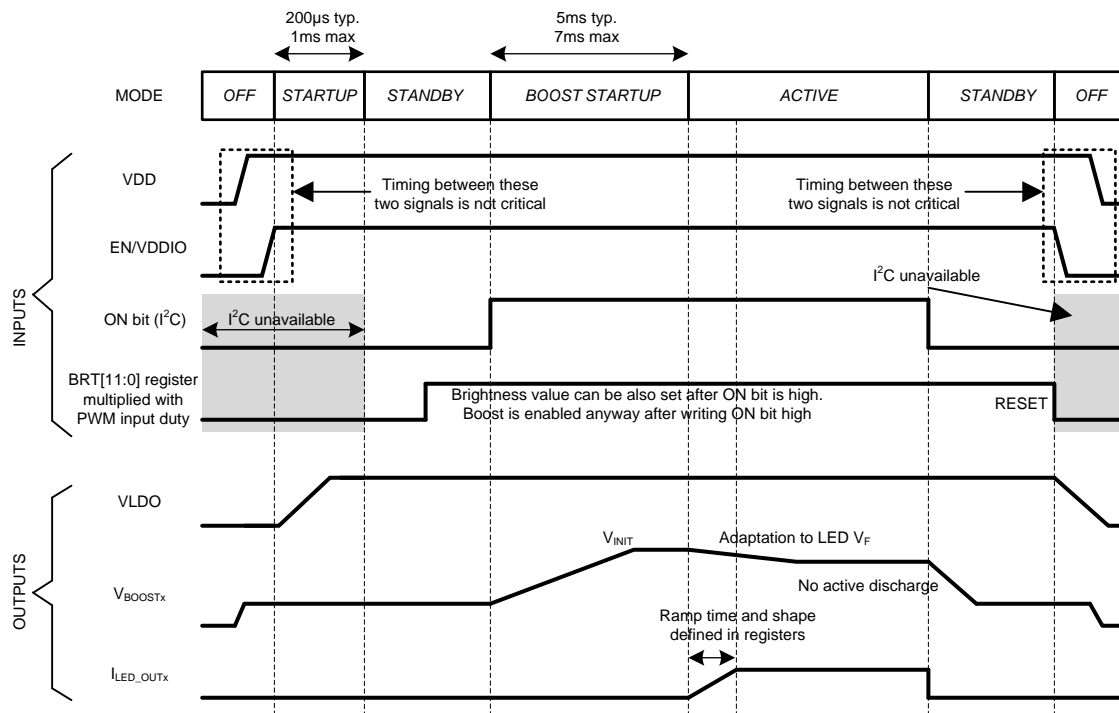 200µs typ.
1ms max
5ms typ.
7ms max
MODE
OFF
STARTUP
STANDBY
BOOST STARTUP
ACTIVE
STANDBY
OFF
INPUTS
VDD
Timing between these
two signals is not critical
Timing between these
two signals is not critical
EN/VDDIO
I²C unavailable
ON bit (I²C)
I²C unavailable
BRT[11:0] register
multiplied with
PWM input duty
Brightness value can be also set after ON bit is high.
Boost is enabled anyway after writing ON bit high
RESET
OUTPUTS
VLDO
VINIT
Adaptation to LED VF
VBOOSTx
No active discharge
Ramp time and shape
defined in registers
ILED_OUTx